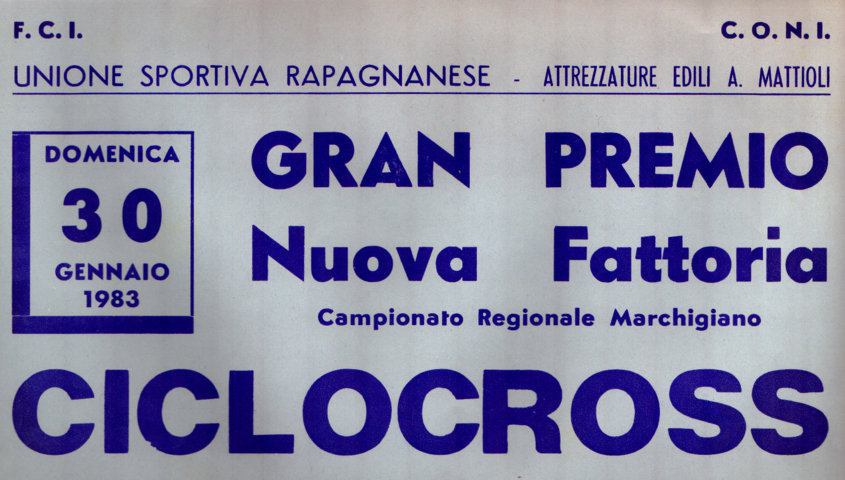 F. C. I. C. O. N. I.
UNIONE SPORTIVA RAPAGNANESE - ATTREZZATURE EDILI A. MATTIOLI
DOMENICA
30
GENNAIO
1983
GRAN PREMIO
Nuova Fattoria
Campionato Regionale Marchigiano
CICLOCROSS